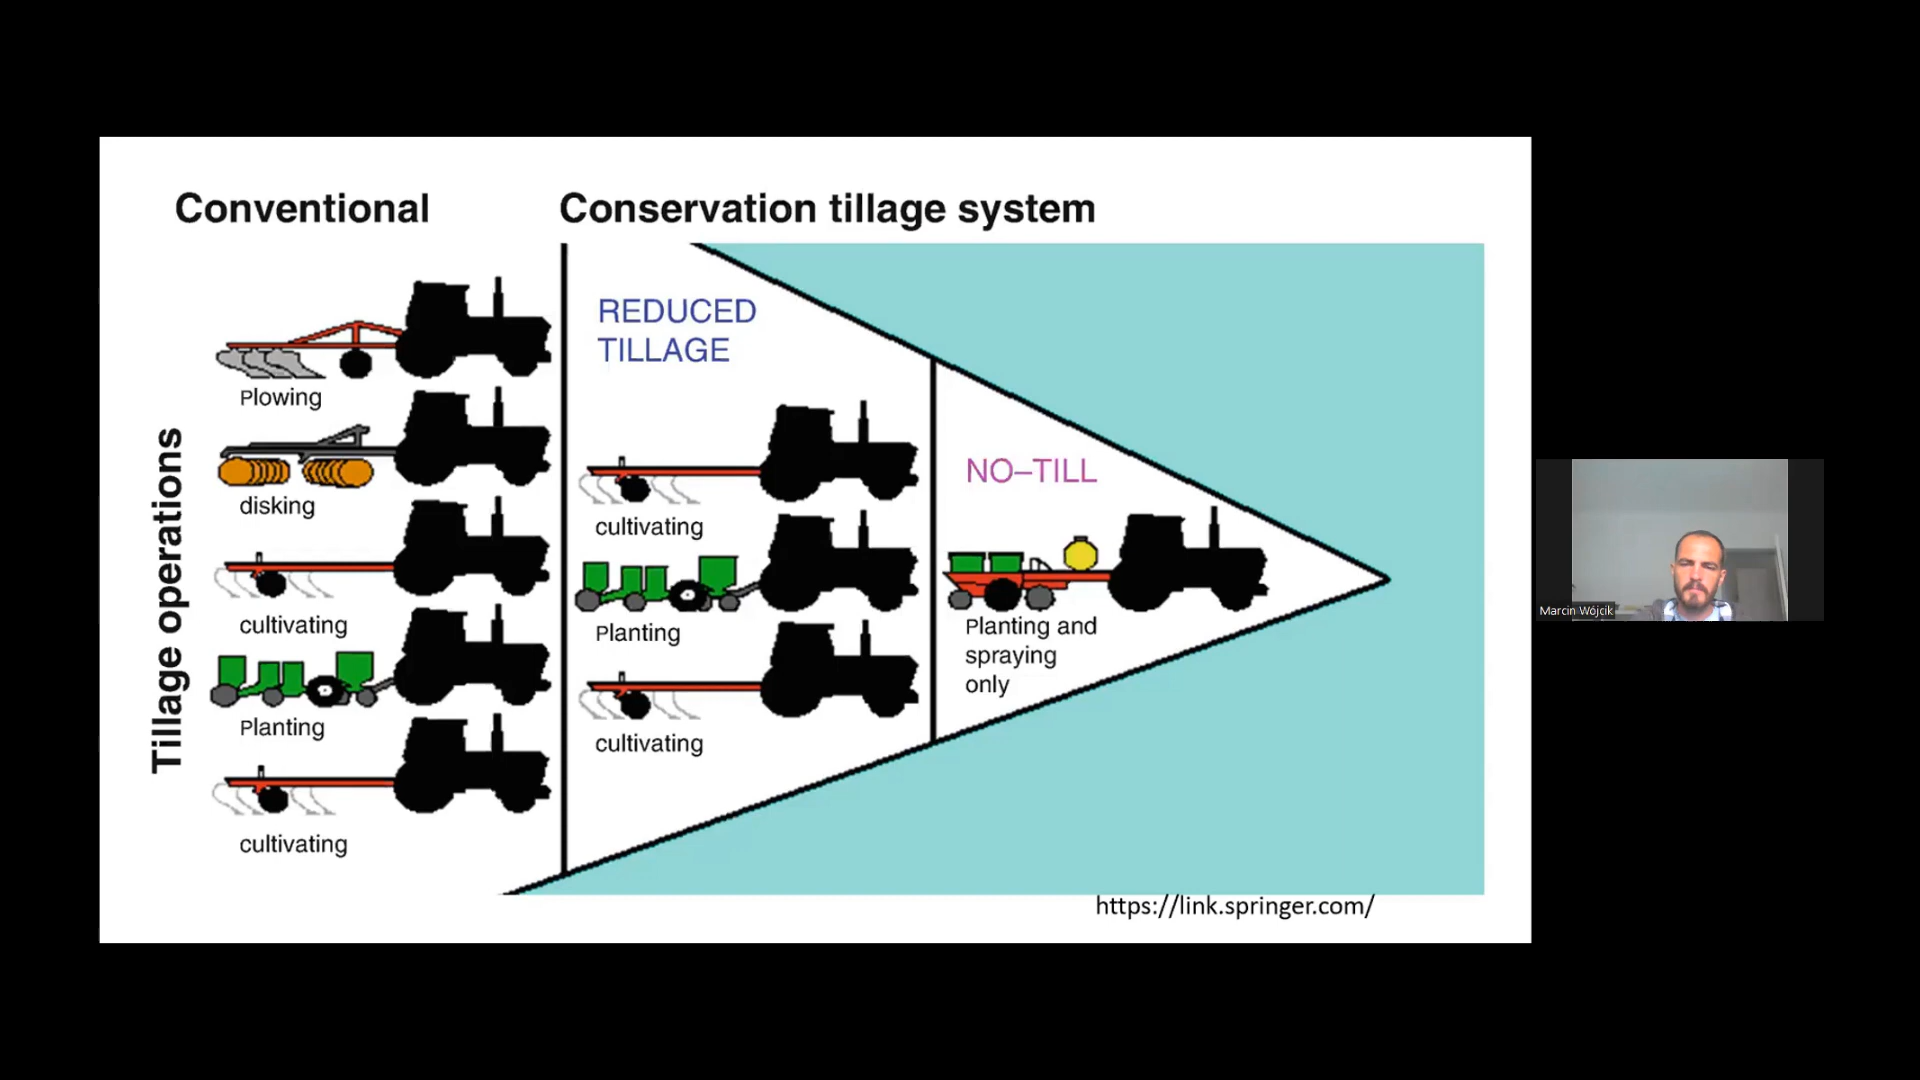 Conventional
Conservation tillage system
Tillage operations
Plowing
disking
cultivating
Planting
cultivating
REDUCED
TILLAGE
cultivating
Planting
cultivating
NO–TILL
Planting and
spraying
only
https://link.springer.com/
Marcin Wójcik